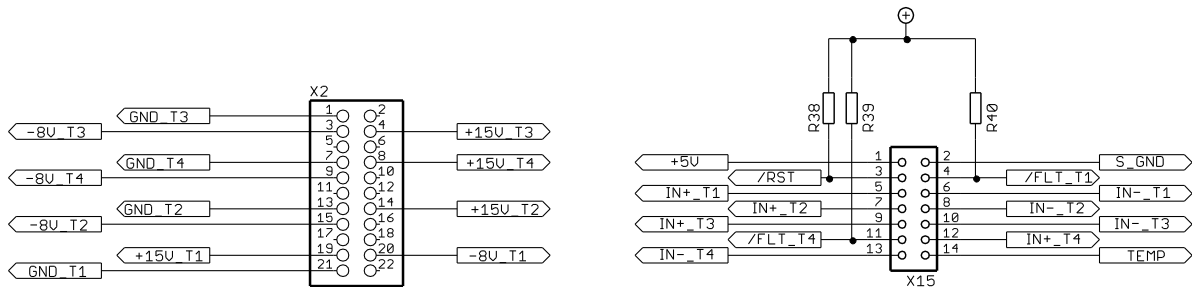 X2
GND_T3 1 2
-8V_T3 3 4 +15V_T3
5 6
GND_T4 7 8 +15V_T4
-8V_T4 9 10
11 12
GND_T2 13 14 +15V_T2
-8V_T2 15 16
17 18
+15V_T1 19 20 -8V_T1
GND_T1 21 22
R38 R39 R40
+5V 1 2 S_GND
/RST 3 4 /FLT_T1
IN+_T1 5 6 IN-_T1
IN+_T2 7 8 IN-_T2
IN+_T3 9 10 IN-_T3
/FLT_T4 11 12 IN+_T4
IN-_T4 13 14 TEMP
X15